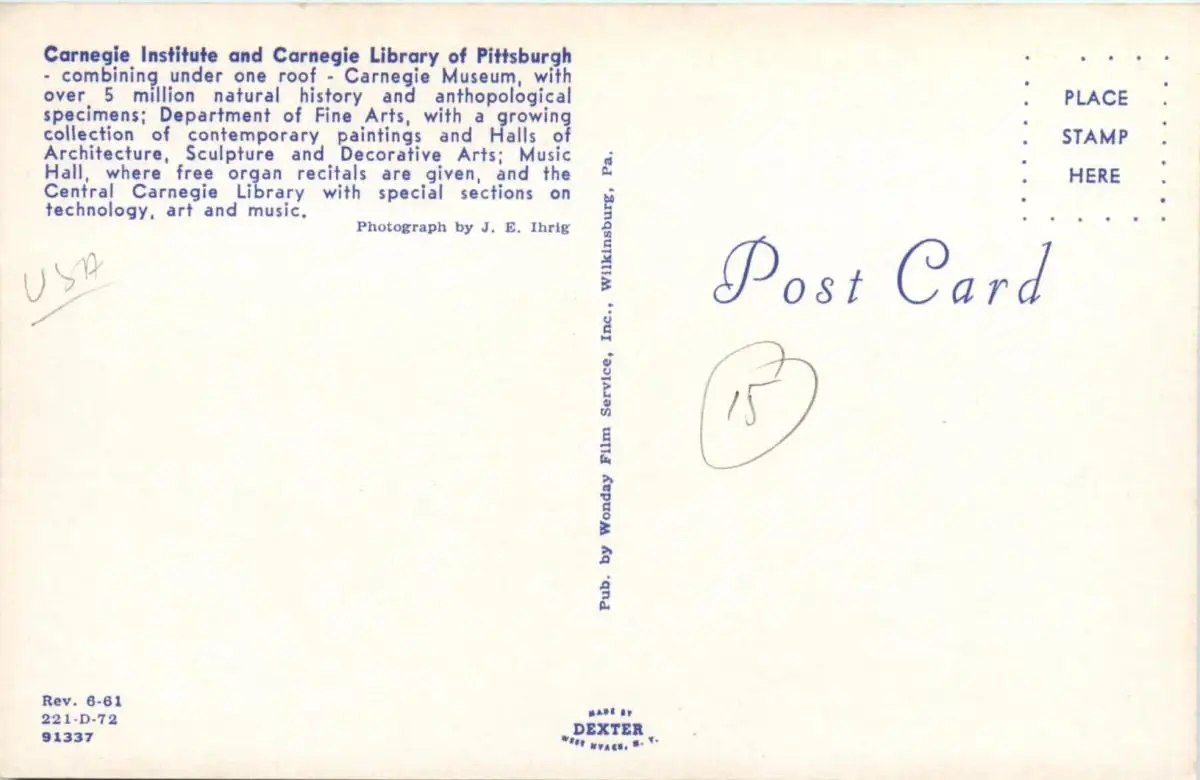 Carnegie Institute and Carnegie Library of Pittsburgh
- combining under one roof - Carnegie Museum, with
over 5 million natural history and anthopological
specimens; Department of Fine Arts, with a growing
collection of contemporary paintings and Halls of
Architecture, Sculpture and Decorative Arts; Music
Hall, where free organ recitals are given, and the
Central Carnegie Library with special sections on
technology, art and music.
Photograph by J. E. Ihrig
USA
Rev. 6-61
221-D-72
91337
Pub. by Wonday Film Service, Inc., Wilkinsburg, Pa.
MADE BY
DEXTER
WEST NYACK, N. Y.
PLACE
STAMP
HERE
Post Card
15